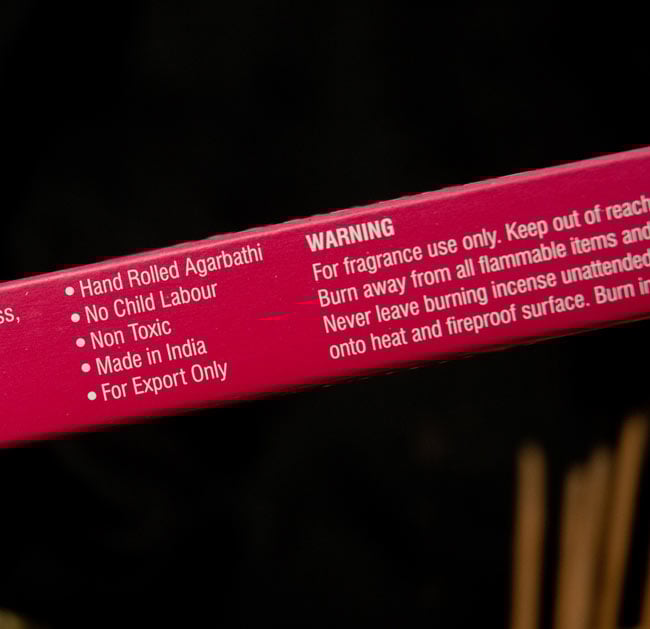 ss,
• Hand Rolled Agarbathi
• No Child Labour
• Non Toxic
• Made in India
• For Export Only
WARNING
For fragrance use only. Keep out of reach
Burn away from all flammable items and
Never leave burning incense unattended
onto heat and fireproof surface. Burn in